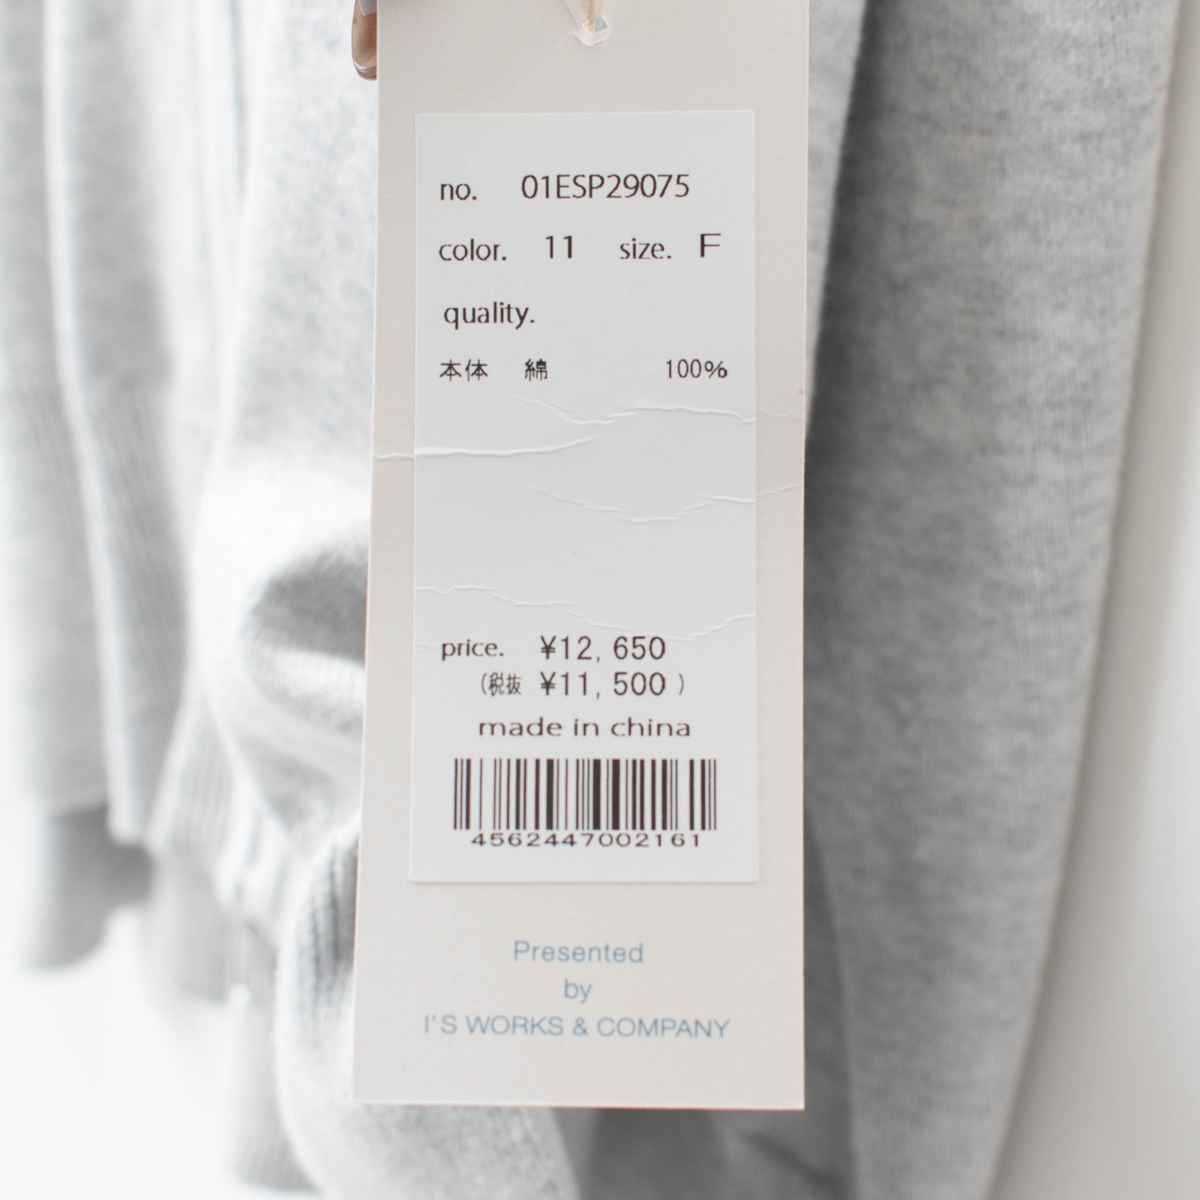 no. 01ESP29075
color. 11 size. F
quality.
本体 綿 100%
price. ¥12,650
(税抜 ¥11,500)
made in china
4562447002161
Presented
by
I'S WORKS & COMPANY